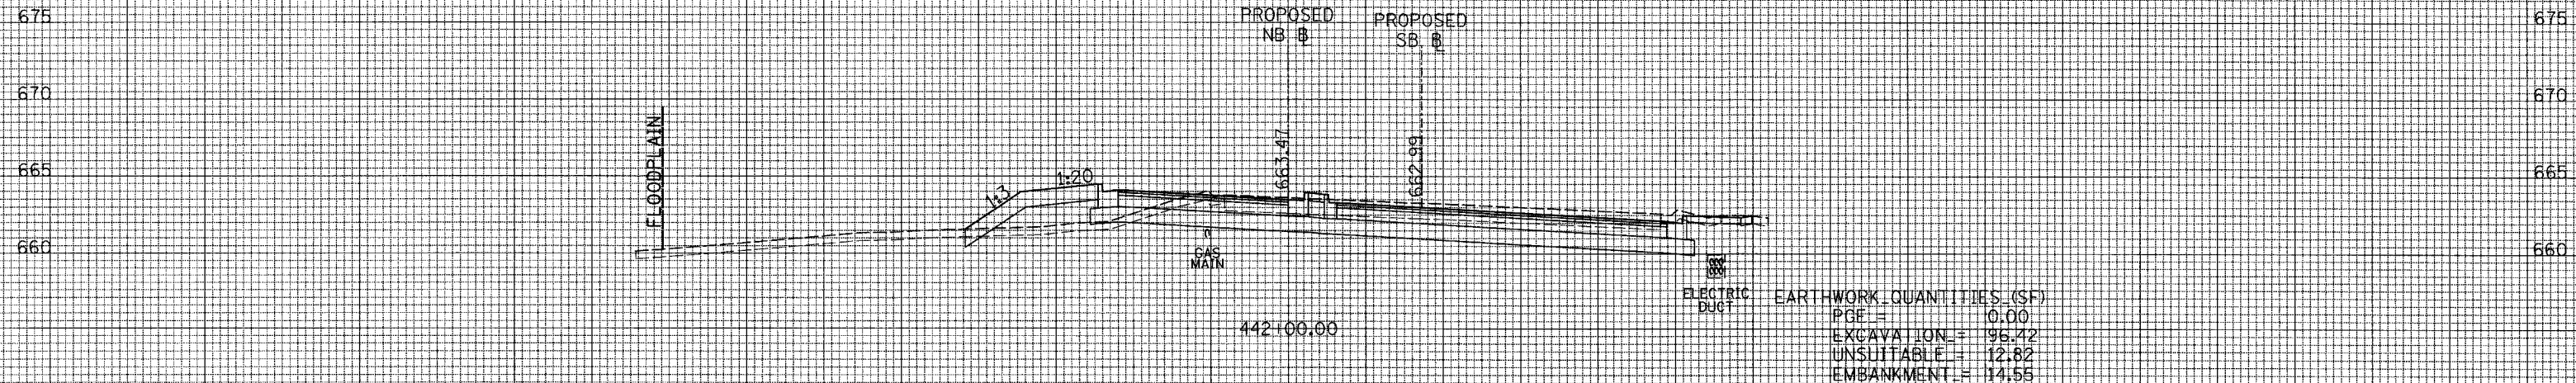 675
PROPOSED
NB ℄
PROPOSED
SB ℄
675
670
670
FLOODPLAIN
663.47
662.99
665
1:3
1:20
665
660
GAS
MAIN
660
ELECTRIC
DUCT
EARTHWORK QUANTITIES (SF)
PGE = 0.00
EXCAVATION = 96.42
UNSUITABLE = 12.82
EMBANKMENT = 14.55
442+00.00